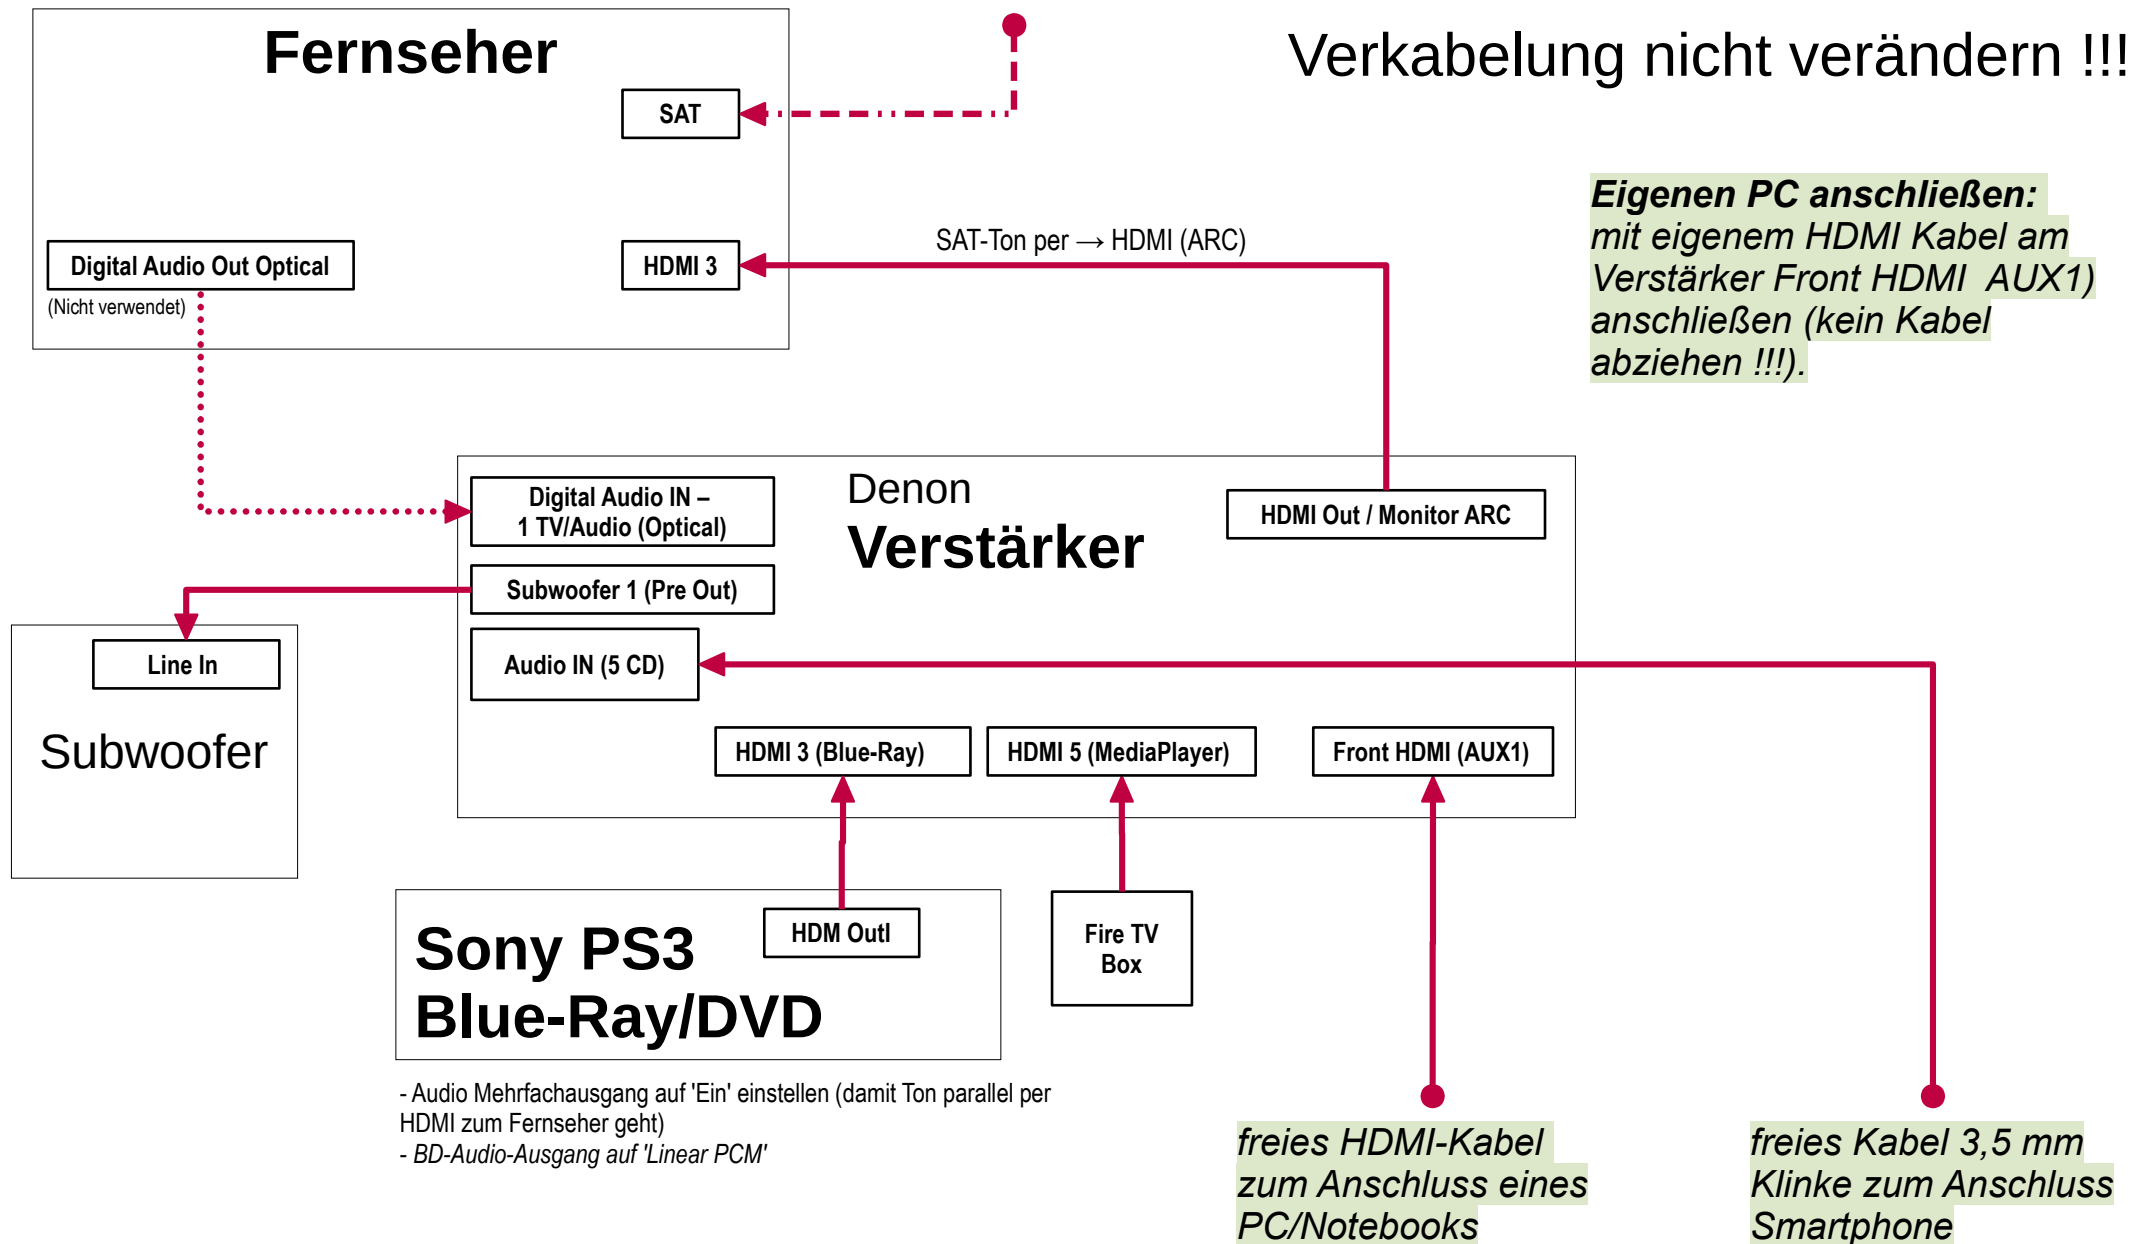 Fernseher
Verkabelung nicht verändern !!!
SAT
Eigenen PC anschließen:
mit eigenem HDMI Kabel am
Verstärker Front HDMI  AUX1)
anschließen (kein Kabel
abziehen !!!).
SAT-Ton per → HDMI (ARC)
Digital Audio Out Optical
(Nicht verwendet)
HDMI 3
Denon
Verstärker
Digital Audio IN –
1 TV/Audio (Optical)
HDMI Out / Monitor ARC
Subwoofer 1 (Pre Out)
Audio IN (5 CD)
Line In
Subwoofer
HDMI 3 (Blue-Ray)
HDMI 5 (MediaPlayer)
Front HDMI (AUX1)
Sony PS3
Blue-Ray/DVD
HDM OutI
Fire TV
Box
- Audio Mehrfachausgang auf 'Ein' einstellen (damit Ton parallel per
HDMI zum Fernseher geht)
- BD-Audio-Ausgang auf 'Linear PCM'
freies HDMI-Kabel
zum Anschluss eines
PC/Notebooks
freies Kabel 3,5 mm
Klinke zum Anschluss
Smartphone